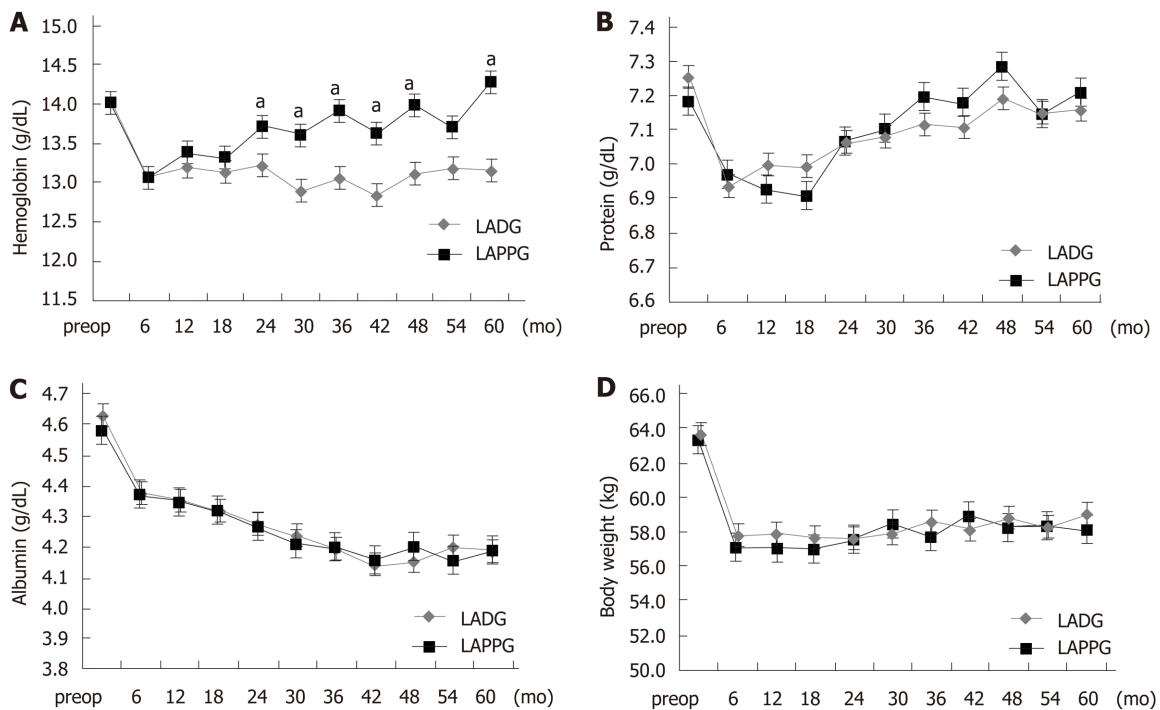 A
15.0
14.5
14.0
13.5
13.0
12.5
12.0
11.5
Hemoglobin (g/dL)
a a a a a a
LADG
LAPPG
preop 6 12 18 24 30 36 42 48 54 60 (mo)
B
7.4
7.3
7.2
7.1
7.0
6.9
6.8
6.7
6.6
Protein (g/dL)
LADG
LAPPG
preop 6 12 18 24 30 36 42 48 54 60 (mo)
C
4.7
4.6
4.5
4.4
4.3
4.2
4.1
4.0
3.9
3.8
Albumin (g/dL)
LADG
LAPPG
preop 6 12 18 24 30 36 42 48 54 60 (mo)
D
66.0
64.0
62.0
60.0
58.0
56.0
54.0
52.0
50.0
Body weight (kg)
LADG
LAPPG
preop 6 12 18 24 30 36 42 48 54 60 (mo)